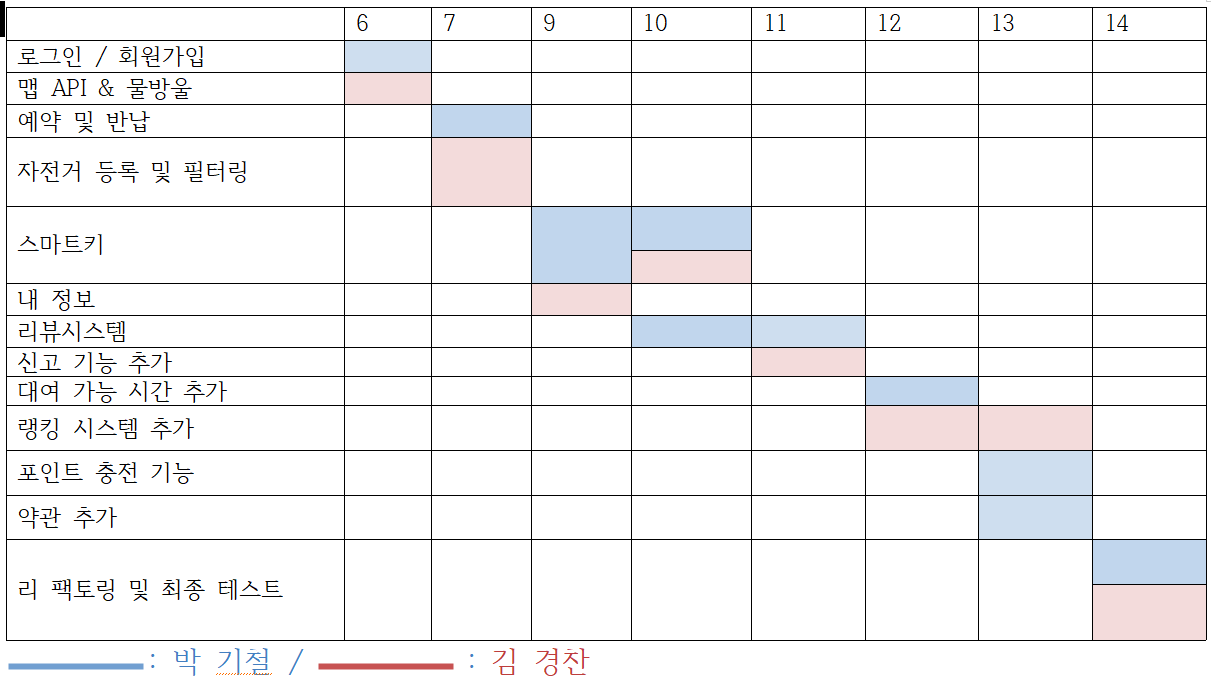 6 7 9 10 11 12 13 14
로그인 / 회원가입
맵 API & 물방울
예약 및 반납
자전거 등록 및 필터링
스마트키
내 정보
리뷰시스템
신고 기능 추가
대여 가능 시간 추가
랭킹 시스템 추가
포인트 충전 기능
약관 추가
리 팩토링 및 최종 테스트
: 박 기철 / : 김 경찬